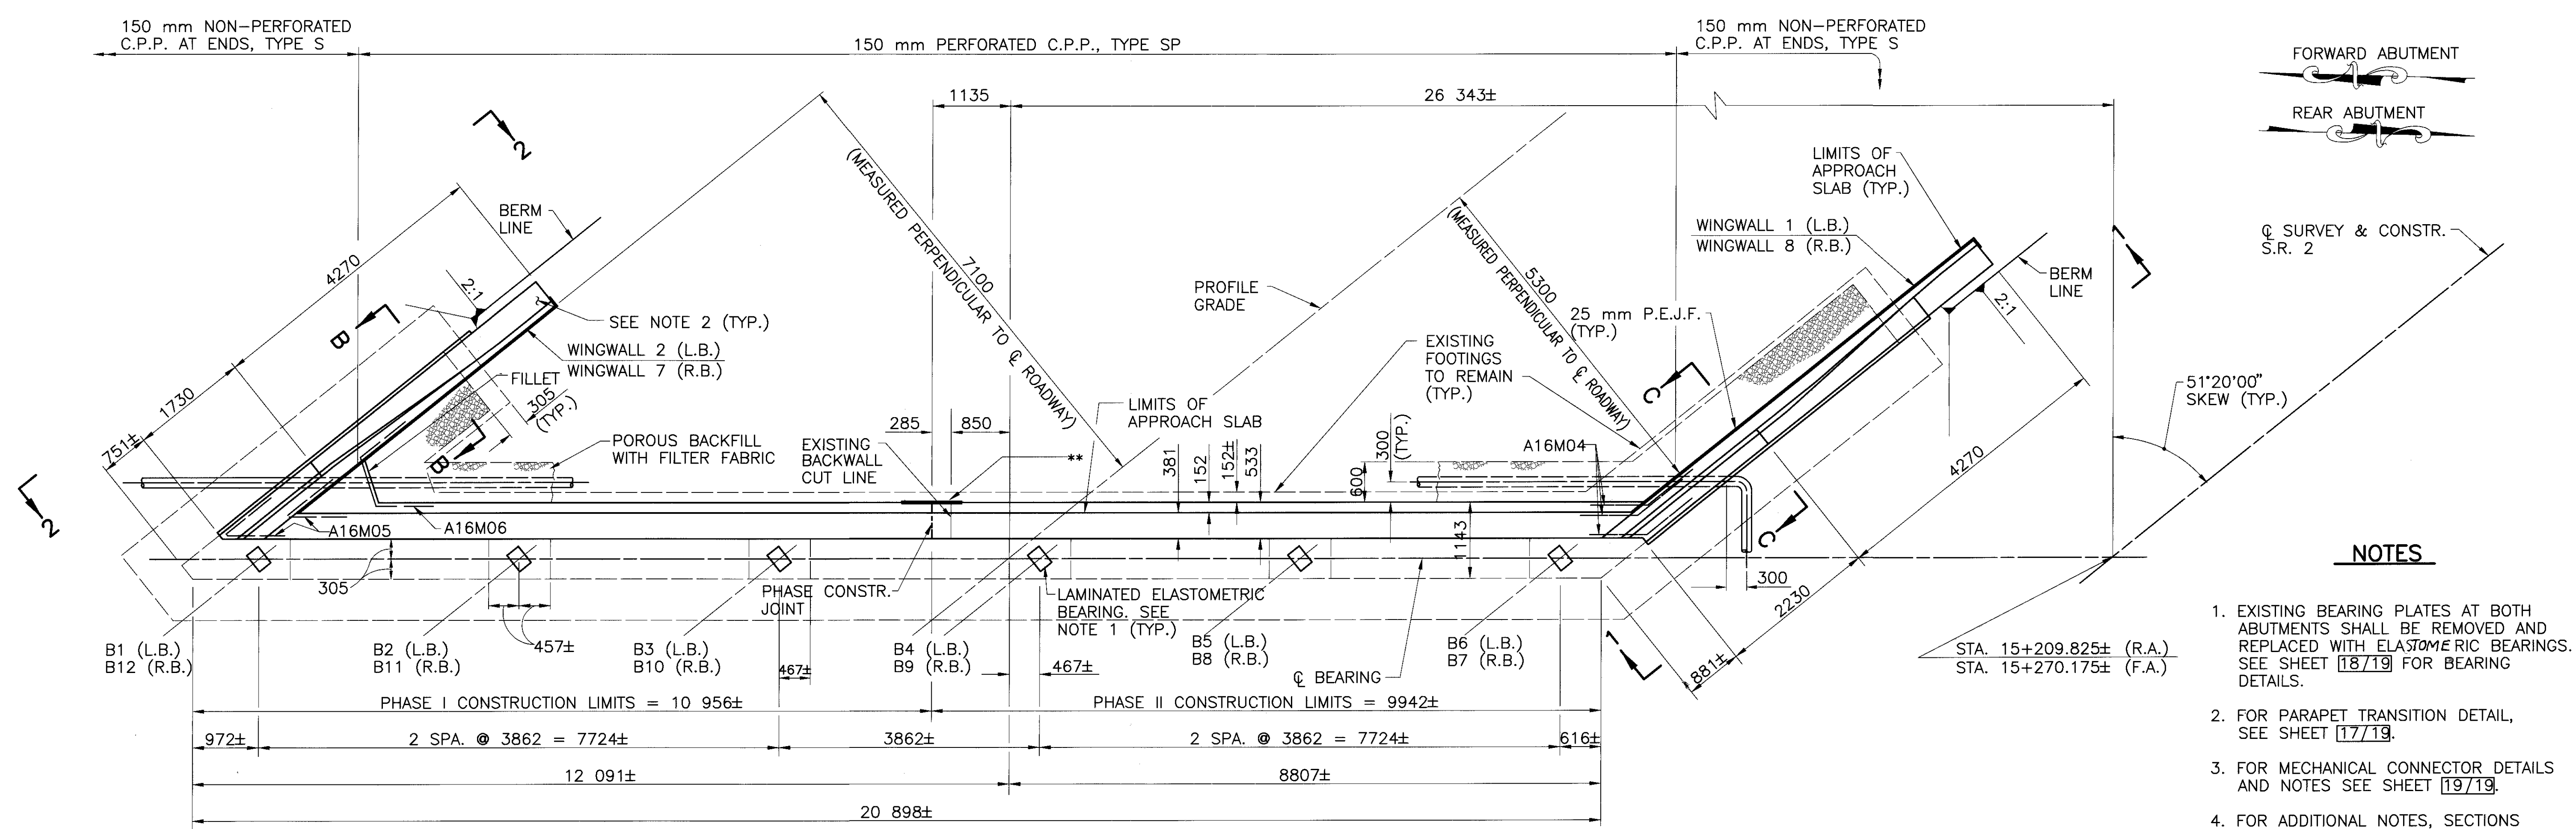 150 mm NON-PERFORATED
C.P.P. AT ENDS, TYPE S
150 mm PERFORATED C.P.P., TYPE SP
150 mm NON-PERFORATED
C.P.P. AT ENDS, TYPE S
FORWARD ABUTMENT
REAR ABUTMENT
1135
26 343±
2
BERM
LINE
4270
2:1
B
SEE NOTE 2 (TYP.)
WINGWALL 2 (L.B.)
WINGWALL 7 (R.B.)
FILLET
305
(TYP.)
1730
751±
B
2
POROUS BACKFILL
WITH FILTER FABRIC
7100
(MEASURED PERPENDICULAR TO ℄ ROADWAY)
PROFILE
GRADE
5300
(MEASURED PERPENDICULAR TO ℄ ROADWAY)
LIMITS OF
APPROACH
SLAB (TYP.)
WINGWALL 1 (L.B.)
WINGWALL 8 (R.B.)
25 mm P.E.J.F.
(TYP.)
EXISTING
FOOTINGS
TO REMAIN
(TYP.)
C
1
℄ SURVEY & CONSTR.
S.R. 2
BERM
LINE
2:1
51°20'00"
SKEW (TYP.)
4270
285
850
EXISTING
BACKWALL
CUT LINE
**
LIMITS OF
APPROACH SLAB
381
152
152±
533
600
300
(TYP.)
1143
A16M04
A16M05
A16M06
305
457±
PHASE CONSTR.
JOINT
LAMINATED ELASTOMETRIC
BEARING. SEE
NOTE 1 (TYP.)
C
300
2230
881±
1
B1 (L.B.)
B12 (R.B.)
B2 (L.B.)
B11 (R.B.)
B3 (L.B.)
B10 (R.B.)
467±
B4 (L.B.)
B9 (R.B.)
467±
B5 (L.B.)
B8 (R.B.)
B6 (L.B.)
B7 (R.B.)
℄ BEARING
STA. 15+209.825± (R.A.)
STA. 15+270.175± (F.A.)
PHASE I CONSTRUCTION LIMITS = 10 956±
PHASE II CONSTRUCTION LIMITS = 9942±
972±
2 SPA. @ 3862 = 7724±
3862±
2 SPA. @ 3862 = 7724±
616±
12 091±
8807±
20 898±
NOTES
1. EXISTING BEARING PLATES AT BOTH
ABUTMENTS SHALL BE REMOVED AND
REPLACED WITH ELASTOMERIC BEARINGS.
SEE SHEET 18/19 FOR BEARING
DETAILS.
2. FOR PARAPET TRANSITION DETAIL,
SEE SHEET 17/19.
3. FOR MECHANICAL CONNECTOR DETAILS
AND NOTES SEE SHEET 19/19.
4. FOR ADDITIONAL NOTES, SECTIONS